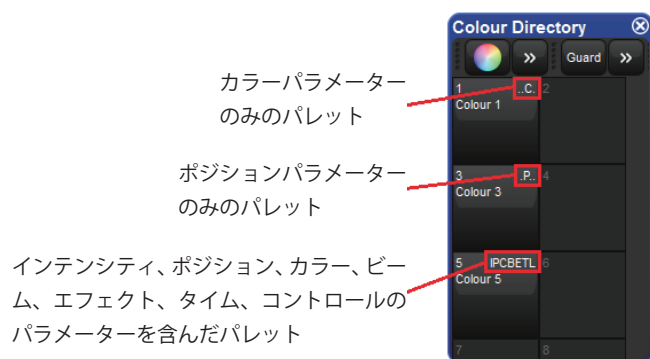 Colour Directory
Guard
カラーパラメーター
のみのパレット
1 ..C. 2
Colour 1
ポジションパラメーター
のみのパレット
3 .P.. 4
Colour 3
インテンシティ、ポジション、カラー、ビー
ム、エフェクト、タイム、コントロールの
パラメーターを含んだパレット
5 IPCBETL 6
Colour 5
7 8